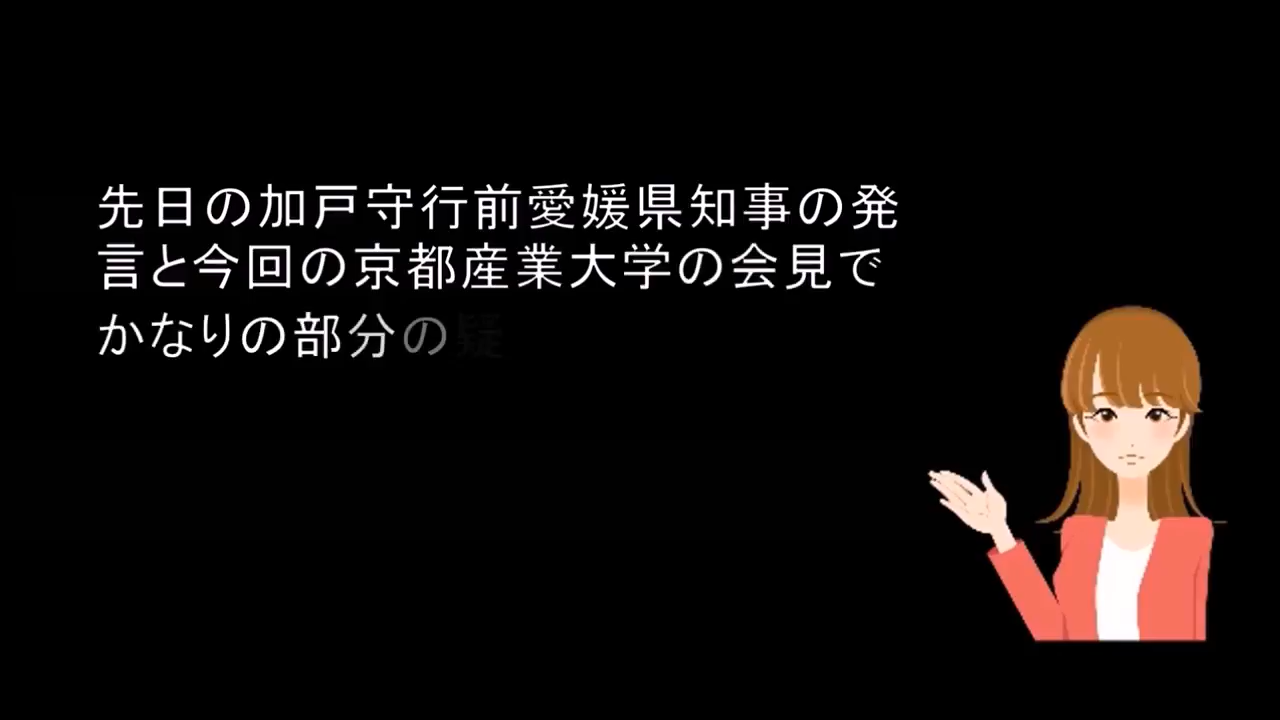 先日の加戸守行前愛媛県知事の発
言と今回の京都産業大学の会見で
かなりの部分の疑